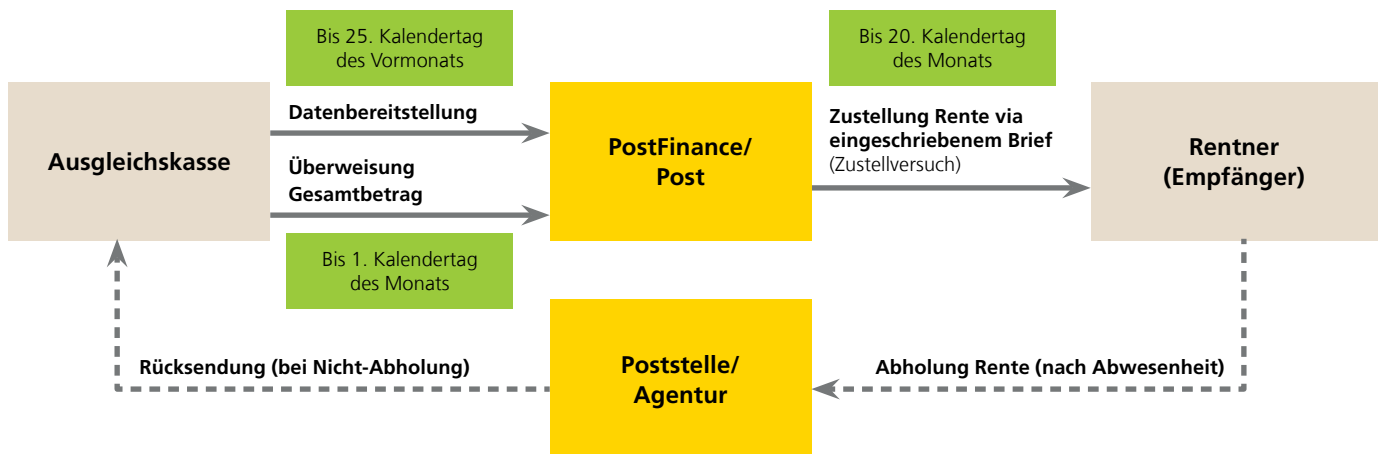 Bis 25. Kalendertag
des Vormonats
Bis 20. Kalendertag
des Monats
Ausgleichskasse
Datenbereitstellung
Überweisung
Gesamtbetrag
PostFinance/
Post
Zustellung Rente via
eingeschriebenem Brief
(Zustellversuch)
Rentner
(Empfänger)
Bis 1. Kalendertag
des Monats
Rücksendung (bei Nicht-Abholung)
Poststelle/
Agentur
Abholung Rente (nach Abwesenheit)